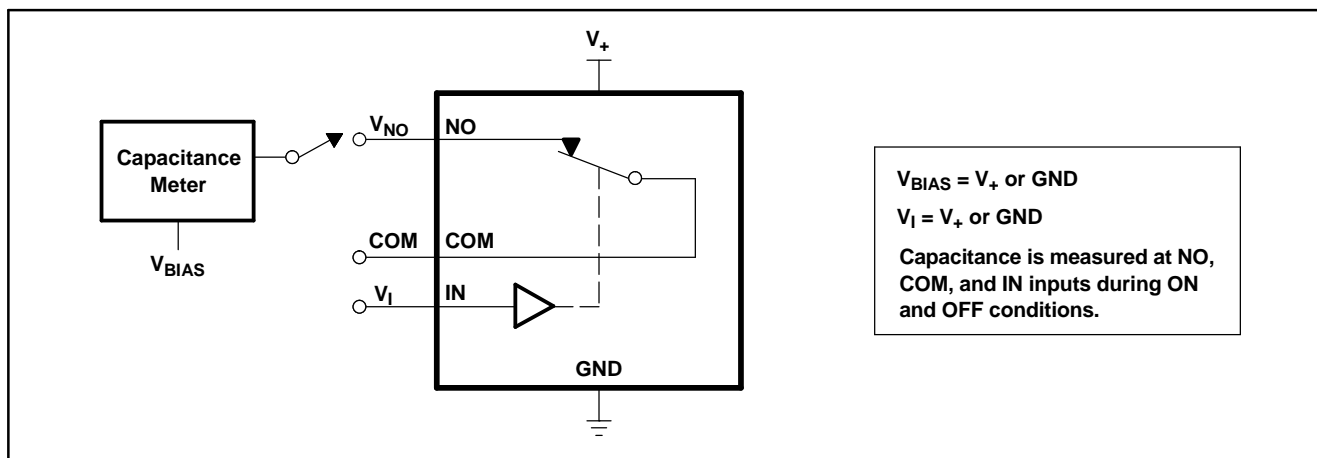 V+
Capacitance
Meter
VBIAS
VNO
NO
COM
COM
VI
IN
GND
VBIAS = V+ or GND
VI = V+ or GND
Capacitance is measured at NO,
COM, and IN inputs during ON
and OFF conditions.